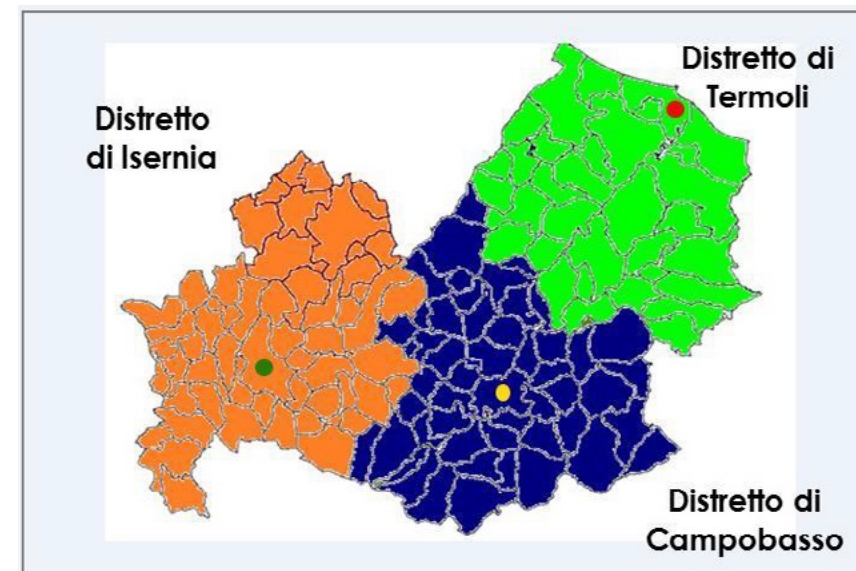 Distretto di
Termoli
Distretto
di Isernia
Distretto di
Campobasso